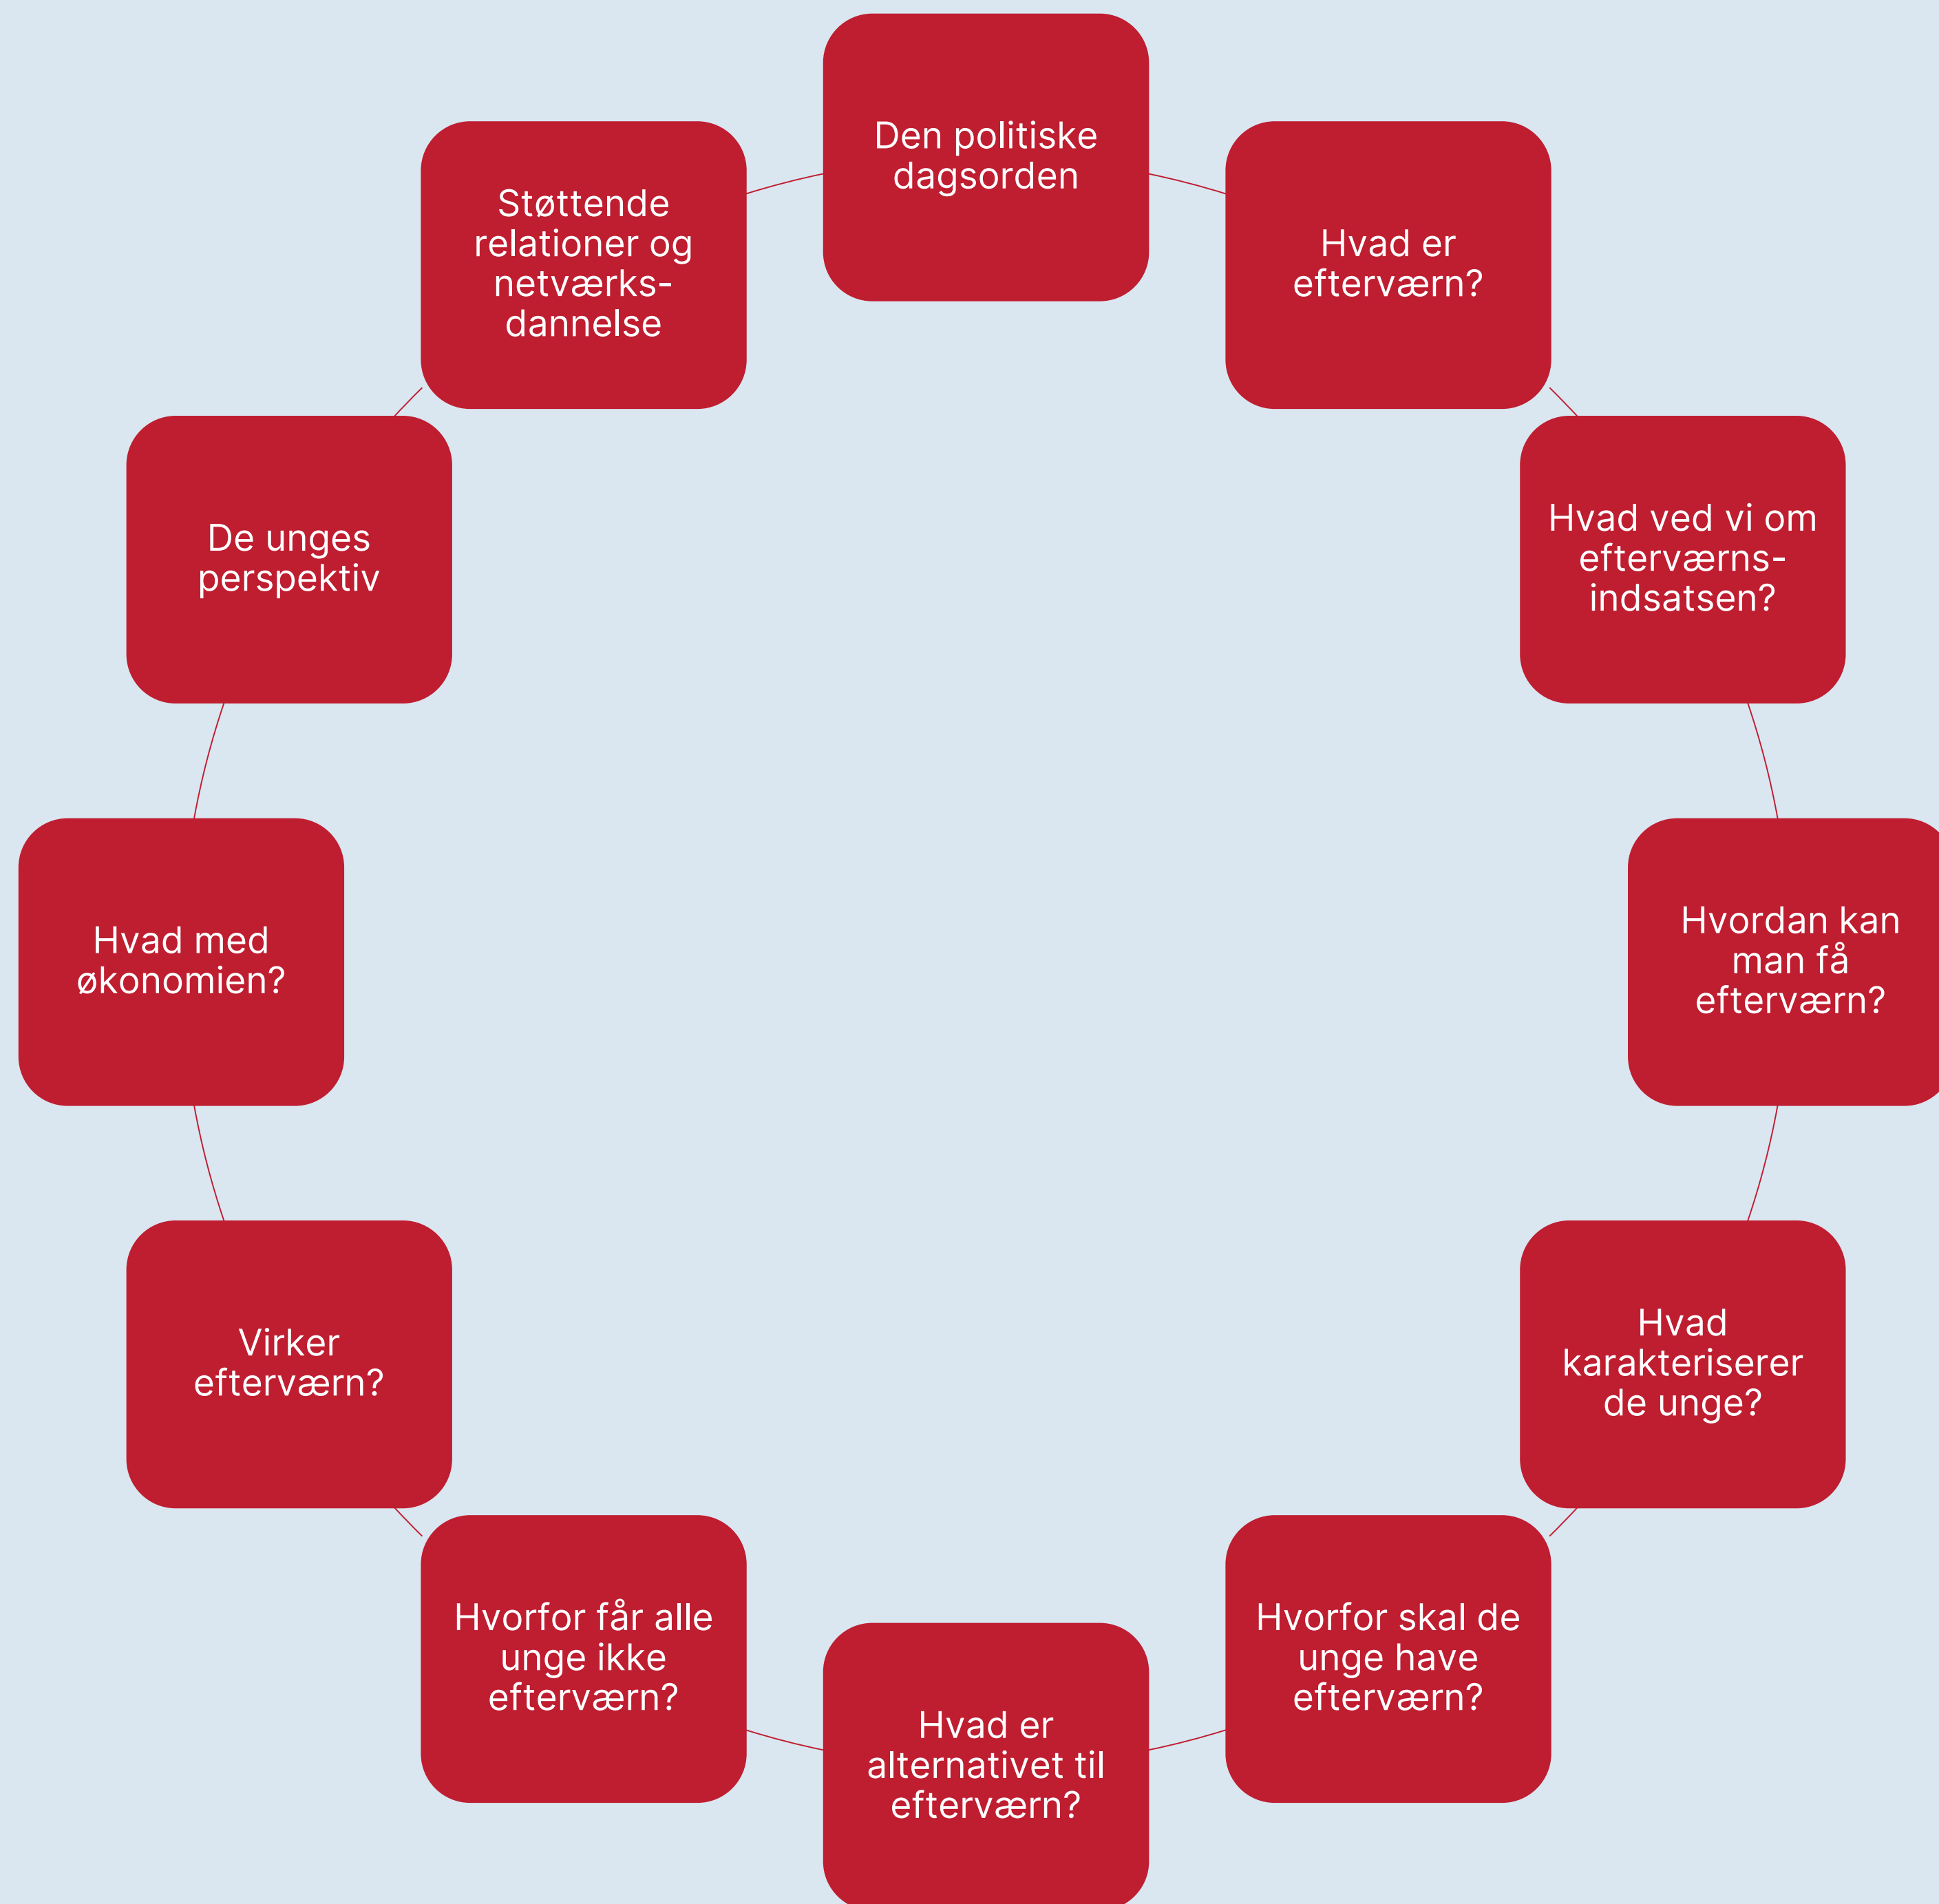 Den politiske
dagsorden
Hvad er
efterværn?
Hvad ved vi om
efterværns-
indsatsen?
Hvordan kan
man få
efterværn?
Hvad
karakteriserer
de unge?
Hvorfor skal de
unge have
efterværn?
Hvad er
alternativet til
efterværn?
Hvorfor får alle
unge ikke
efterværn?
Virker
efterværn?
Hvad med
økonomien?
De unges
perspektiv
Støttende
relationer og
netværks-
dannelse